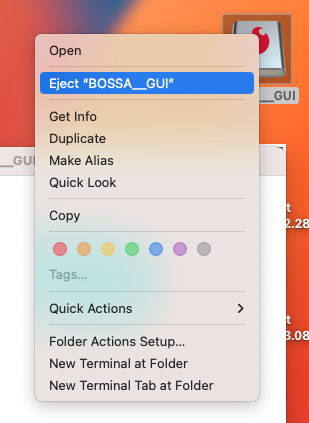 Open
Eject “BOSSA__GUI”
__GUI
Get Info
Duplicate
Make Alias
__GUI
Quick Look
Copy
2.28
Tags...
Quick Actions
3.08
Folder Actions Setup...
New Terminal at Folder
New Terminal Tab at Folder